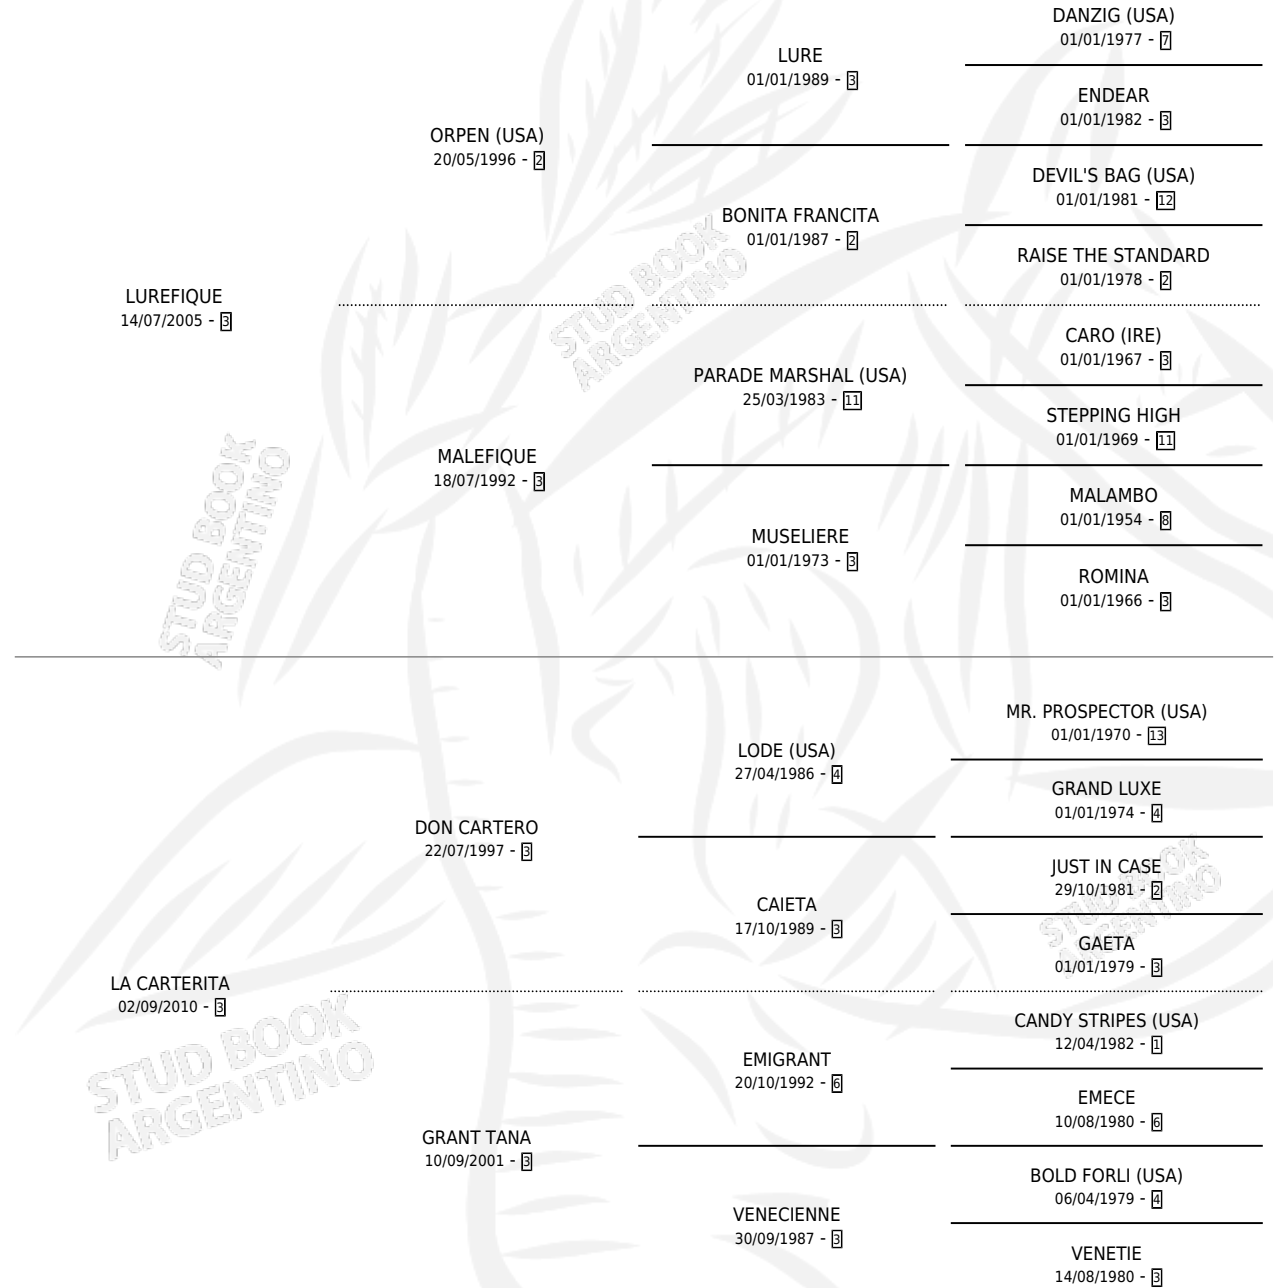 DANZIG (USA)
01/01/1977 - 7
LURE
01/01/1989 - 3
ENDEAR
01/01/1982 - 3
ORPEN (USA)
20/05/1996 - 2
DEVIL'S BAG (USA)
01/01/1981 - 12
BONITA FRANCITA
01/01/1987 - 2
RAISE THE STANDARD
01/01/1978 - 2
LUREFIQUE
14/07/2005 - 3
STUD BOOK
ARGENTINO
CARO (IRE)
01/01/1967 - 3
PARADE MARSHAL (USA)
25/03/1983 - 11
STEPPING HIGH
01/01/1969 - 11
MALEFIQUE
18/07/1992 - 3
MALAMBO
01/01/1954 - 8
MUSELIERE
01/01/1973 - 3
ROMINA
01/01/1966 - 3
STUD BOOK
ARGENTINO
MR. PROSPECTOR (USA)
01/01/1970 - 13
LODE (USA)
27/04/1986 - 4
GRAND LUXE
01/01/1974 - 4
DON CARTERO
22/07/1997 - 3
JUST IN CASE
29/10/1981 - 2
CAIETA
17/10/1989 - 3
GAETA
01/01/1979 - 3
STUD BOOK
ARGENTINO
LA CARTERITA
02/09/2010 - 3
CANDY STRIPES (USA)
12/04/1982 - 1
EMIGRANT
20/10/1992 - 6
EMECE
10/08/1980 - 6
STUD BOOK
ARGENTINO
GRANT TANA
10/09/2001 - 3
BOLD FORLI (USA)
06/04/1979 - 4
VENECIENNE
30/09/1987 - 3
VENETIE
14/08/1980 - 3